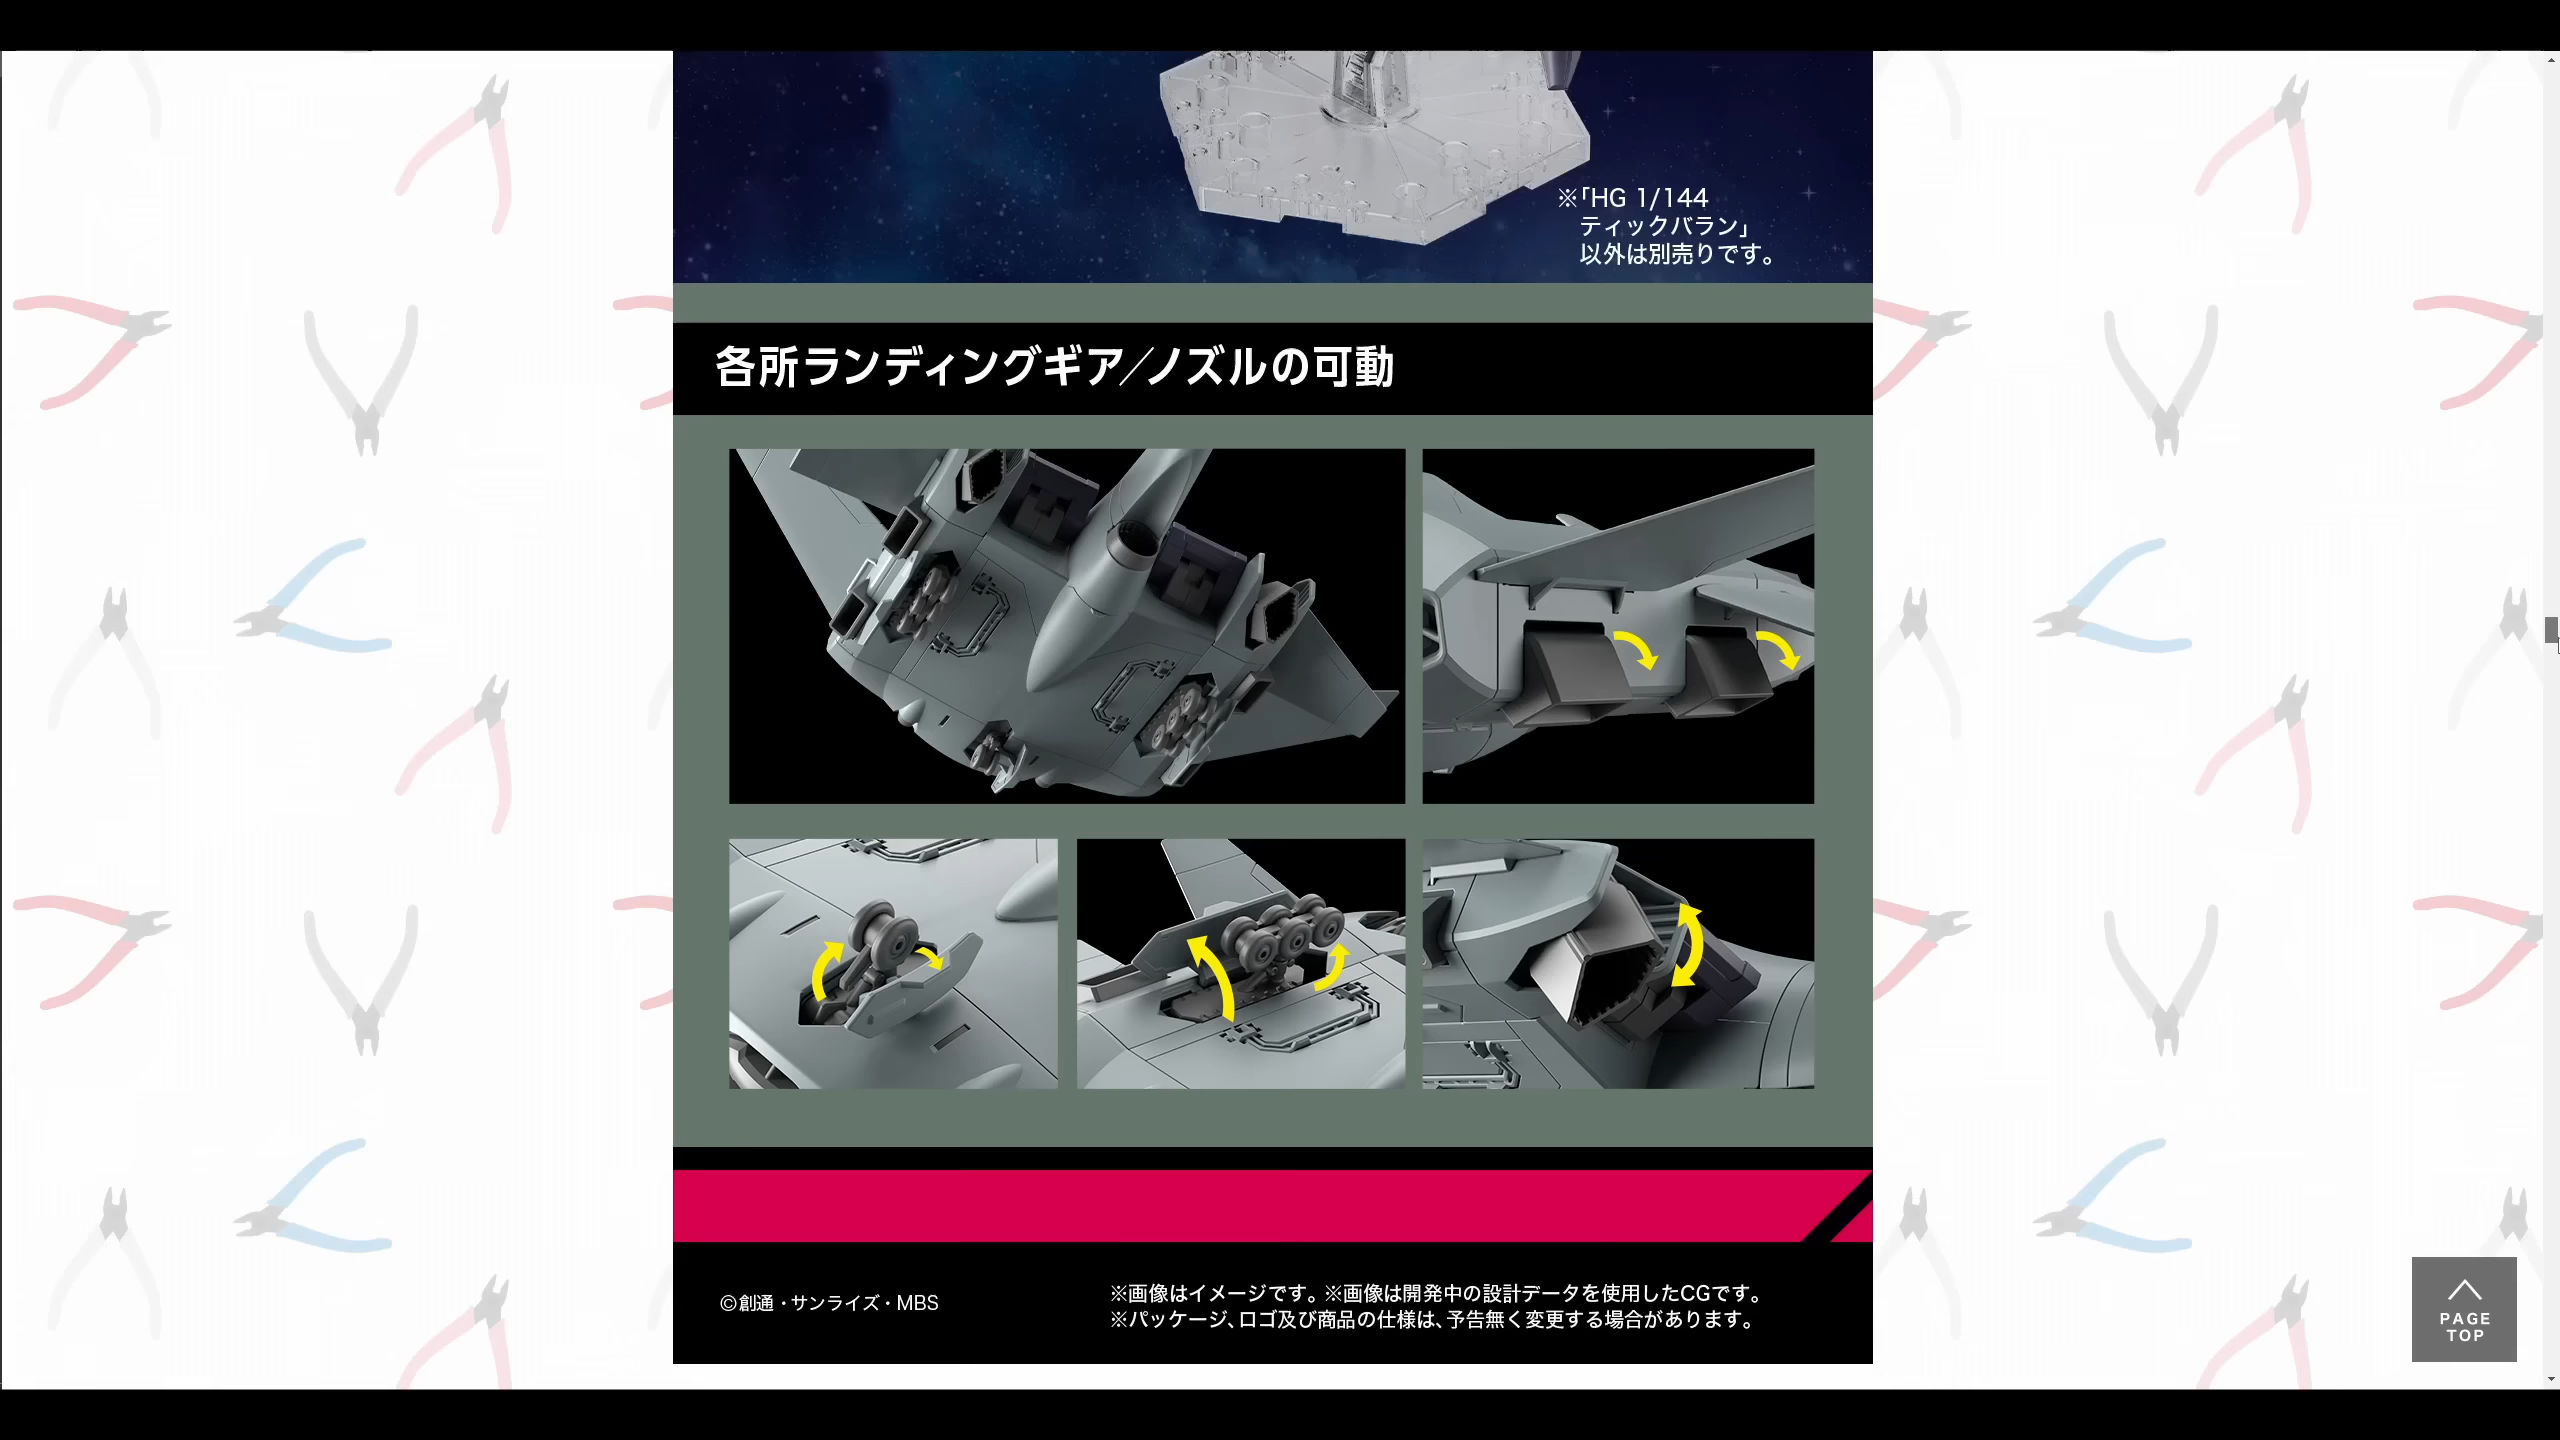 ※「HG 1/144
ティックバラン」
以外は別売りです。
各所ランディングギア／ノズルの可動
©創通・サンライズ・MBS
※画像はイメージです。※画像は開発中の設計データを使用したCGです。
※パッケージ、ロゴ及び商品の仕様は、予告無く変更する場合があります。
PAGE
TOP